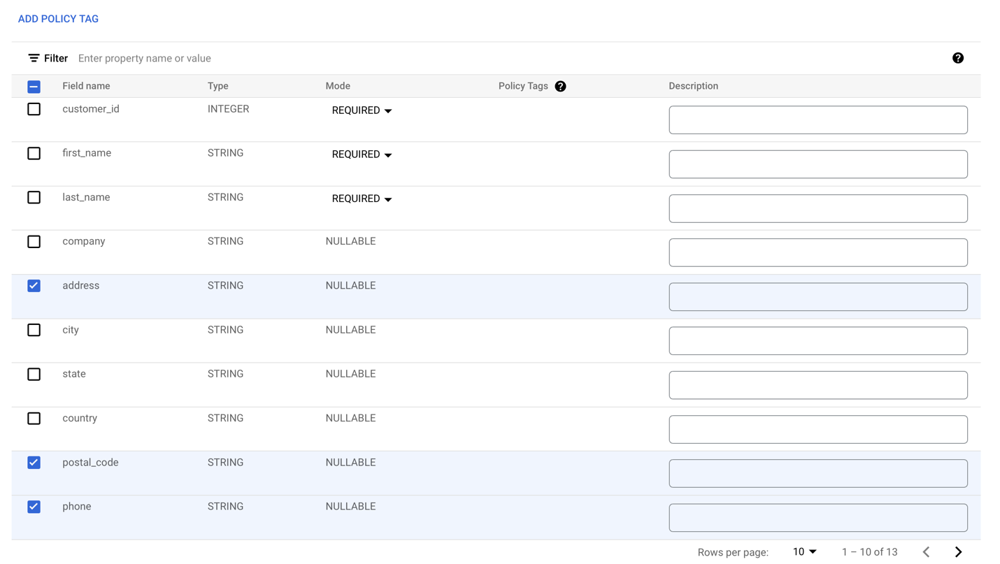 ADD POLICY TAG
Filter Enter property name or value ?
Field name Type Mode Policy Tags ? Description
customer_id INTEGER REQUIRED
first_name STRING REQUIRED
last_name STRING REQUIRED
company STRING NULLABLE
address STRING NULLABLE
city STRING NULLABLE
state STRING NULLABLE
country STRING NULLABLE
postal_code STRING NULLABLE
phone STRING NULLABLE
Rows per page: 10 1 – 10 of 13